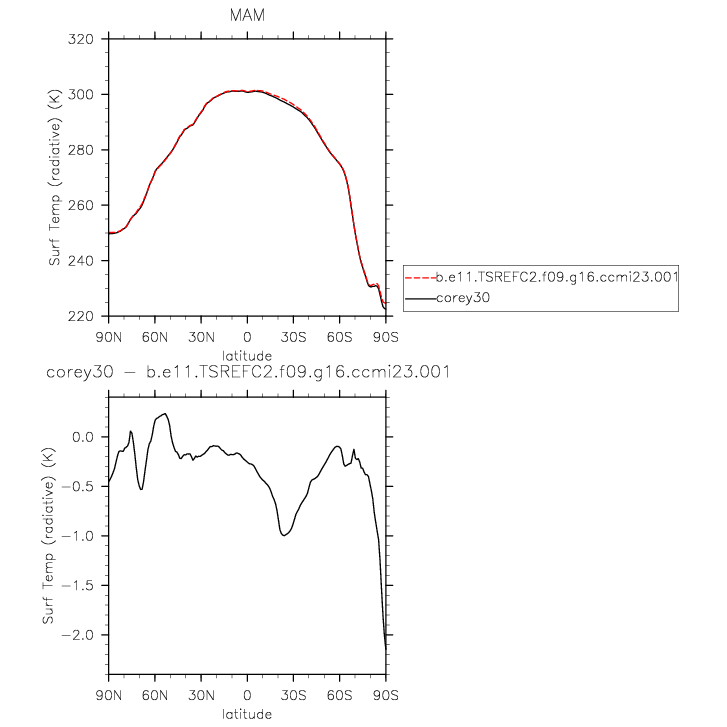 MAM
Surf Temp (radiative) (K)
320
300
280
260
240
220
90N 60N 30N 0 30S 60S 90S
latitude
b.e11.TSREFC2.f09.g16.ccmi23.001
corey30
corey30 − b.e11.TSREFC2.f09.g16.ccmi23.001
Surf Temp (radiative) (K)
0.0
−0.5
−1.0
−1.5
−2.0
90N 60N 30N 0 30S 60S 90S
latitude